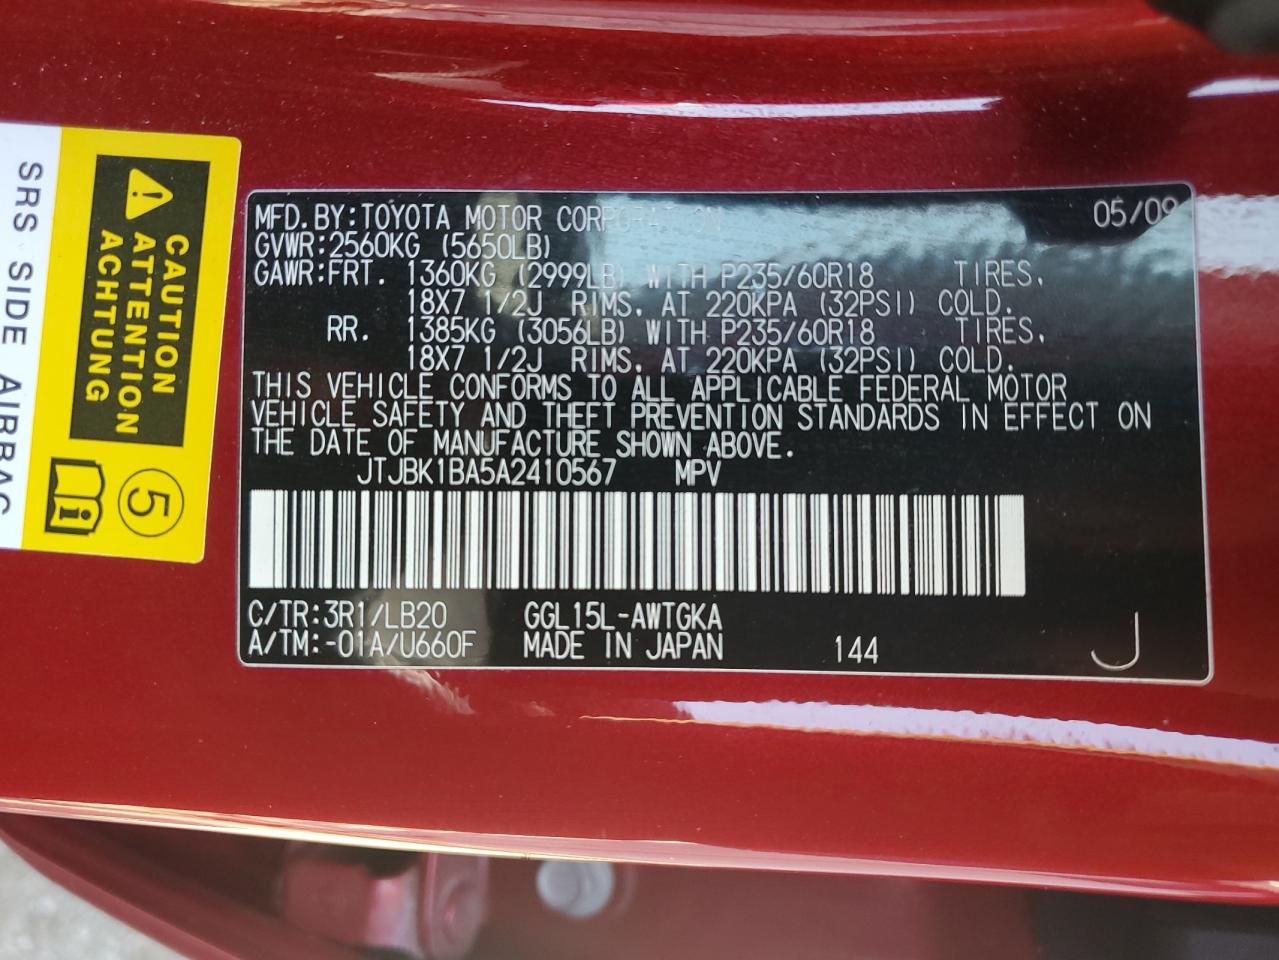 MFD.BY:TOYOTA MOTOR CORPORATION 05/09
GVWR:2560KG (5650LB)
GAWR:FRT. 1360KG (2999LB) WITH P235/60R18 TIRES,
18X7 1/2J RIMS, AT 220KPA (32PSI) COLD.
RR. 1385KG (3056LB) WITH P235/60R18 TIRES,
18X7 1/2J RIMS, AT 220KPA (32PSI) COLD.
THIS VEHICLE CONFORMS TO ALL APPLICABLE FEDERAL MOTOR
VEHICLE SAFETY AND THEFT PREVENTION STANDARDS IN EFFECT ON
THE DATE OF MANUFACTURE SHOWN ABOVE.
JTJBK1BA5A2410567 MPV
C/TR:3R1/LB20 GGL15L-AWTGKA
A/TM:-01A/U660F MADE IN JAPAN 144 J
CAUTION
ATTENTION
ACHTUNG
5
SRS SIDE AIRBAG